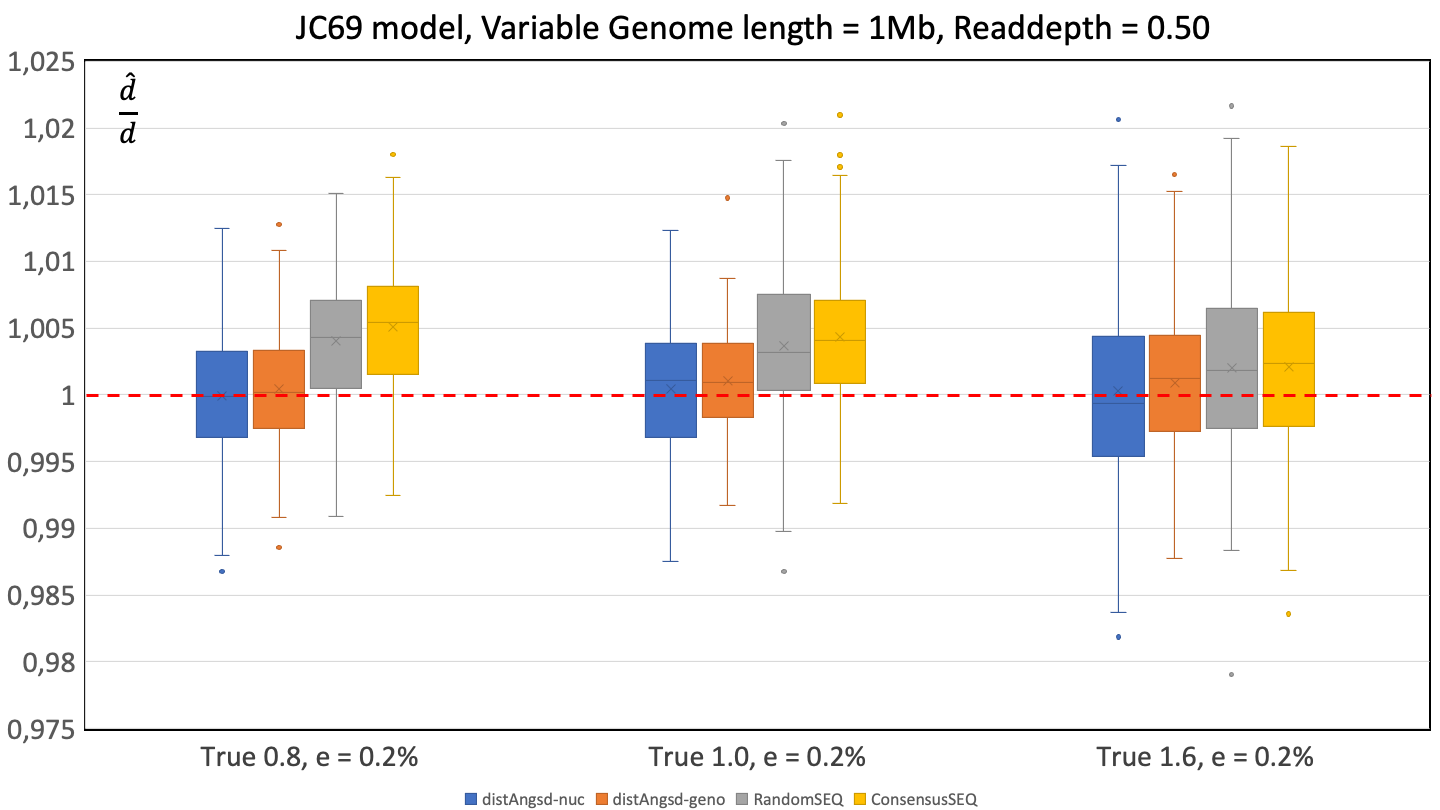 JC69 model, Variable Genome length = 1Mb, Readdepth = 0.50
1,025
d̂
d
1,02
1,015
1,01
1,005
1
0,995
0,99
0,985
0,98
0,975
True 0.8, e = 0.2% True 1.0, e = 0.2% True 1.6, e = 0.2%
distAngsd-nuc distAngsd-geno RandomSEQ ConsensusSEQ